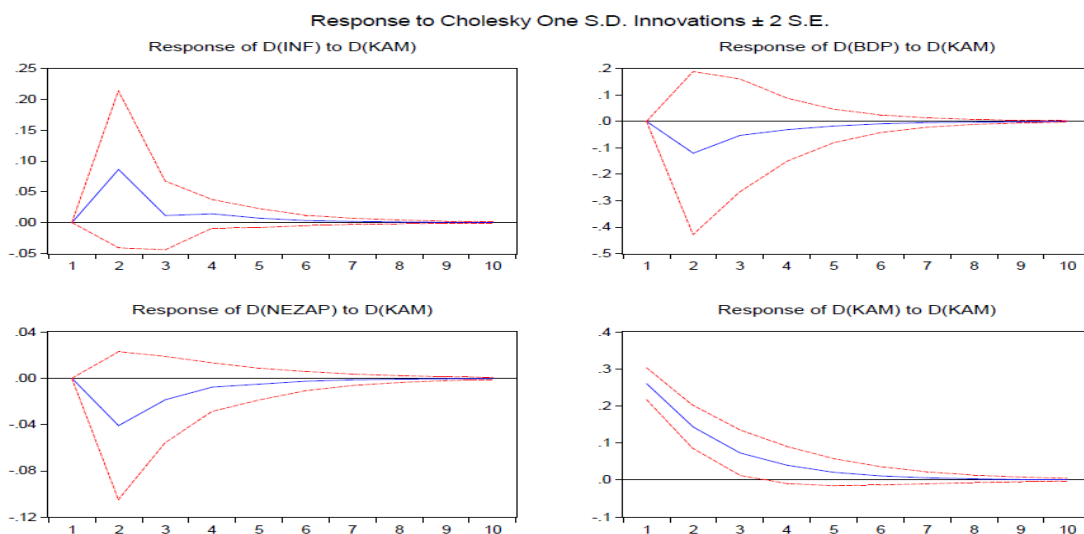 Response to Cholesky One S.D. Innovations ± 2 S.E.
Response of D(INF) to D(KAM)
.25
.20
.15
.10
.05
.00
-.05
1 2 3 4 5 6 7 8 9 10
Response of D(BDP) to D(KAM)
.2
.1
.0
-.1
-.2
-.3
-.4
-.5
1 2 3 4 5 6 7 8 9 10
Response of D(NEZAP) to D(KAM)
.04
.00
-.04
-.08
-.12
1 2 3 4 5 6 7 8 9 10
Response of D(KAM) to D(KAM)
.4
.3
.2
.1
.0
-.1
1 2 3 4 5 6 7 8 9 10